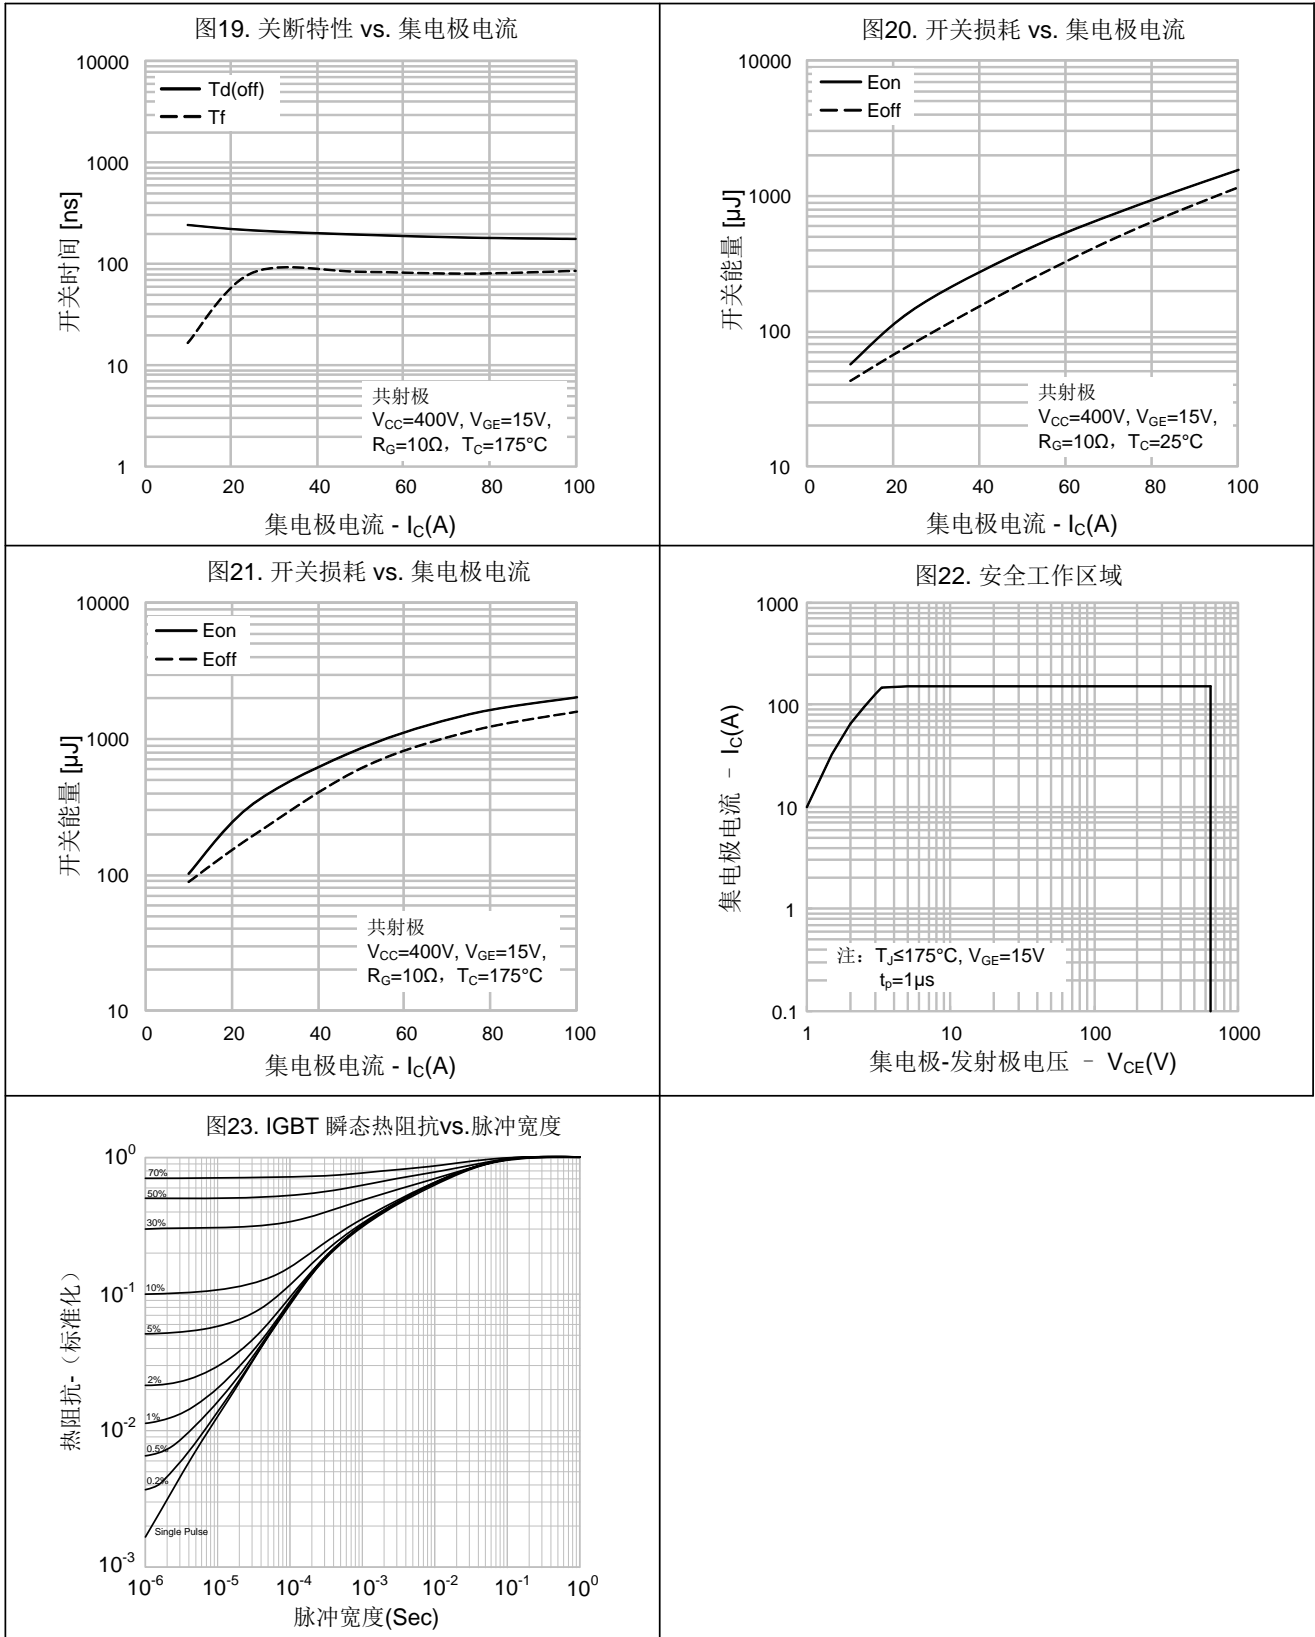 图19. 关断特性 vs. 集电极电流
10000
1000
100
10
1
Td(off)
Tf
开关时间 [ns]
共射极
VCC=400V, VGE=15V,
RG=10Ω，TC=175°C
0 20 40 60 80 100
集电极电流 - IC(A)
图20. 开关损耗 vs. 集电极电流
10000
1000
100
10
Eon
Eoff
开关能量 [µJ]
共射极
VCC=400V, VGE=15V,
RG=10Ω，TC=25°C
0 20 40 60 80 100
集电极电流 - IC(A)
图21. 开关损耗 vs. 集电极电流
10000
1000
100
10
Eon
Eoff
开关能量 [µJ]
共射极
VCC=400V, VGE=15V,
RG=10Ω，TC=175°C
0 20 40 60 80 100
集电极电流 - IC(A)
图22. 安全工作区域
1000
100
10
1
0.1
集电极电流 - IC(A)
注：TJ≤175°C, VGE=15V
tp=1µs
1 10 100 1000
集电极-发射极电压 - VCE(V)
图23. IGBT 瞬态热阻抗vs.脉冲宽度
10^0
10^-1
10^-2
10^-3
热阻抗-（标准化）
70%
50%
30%
10%
5%
2%
1%
0.5%
0.2%
Single Pulse
10^-6 10^-5 10^-4 10^-3 10^-2 10^-1 10^0
脉冲宽度(Sec)